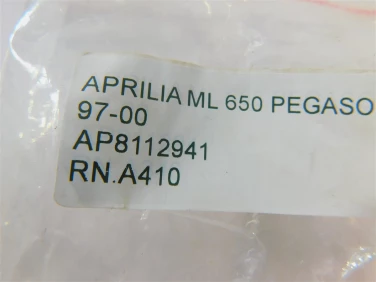 APRILIA ML 650 PEGASO
97-00
AP8112941
RN.A410